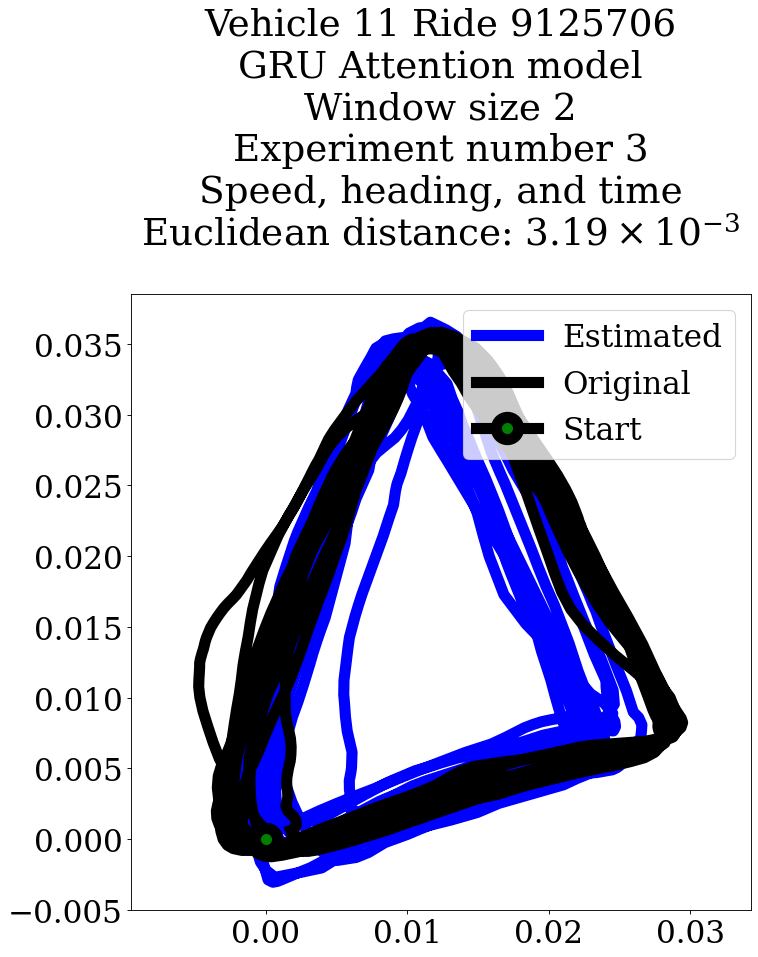 Vehicle 11 Ride 9125706
GRU Attention model
Window size 2
Experiment number 3
Speed, heading, and time
Euclidean distance: 3.19 × 10⁻³
Estimated
Original
Start
0.035
0.030
0.025
0.020
0.015
0.010
0.005
0.000
−0.005
0.00 0.01 0.02 0.03